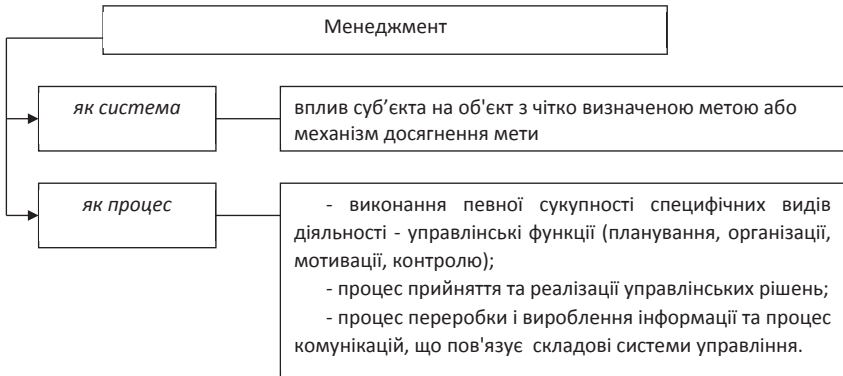 Менеджмент
як система
вплив суб’єкта на об'єкт з чітко визначеною метою або
механізм досягнення мети
як процес
- виконання певної сукупності специфічних видів
діяльності - управлінські функції (планування, організації,
мотивації, контролю);
- процес прийняття та реалізації управлінських рішень;
- процес переробки і вироблення інформації та процес
комунікацій, що пов'язує складові системи управління.